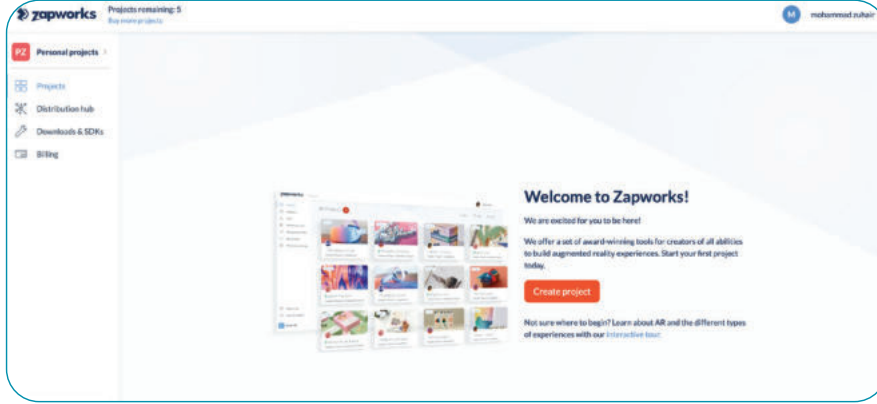 zapworks
Projects remaining: 5
Buy more projects
M
mohammad zuhair
PZ
Personal projects
Projects
Distribution hub
Downloads & SDKs
Billing
Welcome to Zapworks!
We are excited for you to be here!
We offer a set of award-winning tools for creators of all abilities
to build augmented reality experiences. Start your first project
today.
Create project
Not sure where to begin? Learn about AR and the different types
of experiences with our interactive tour